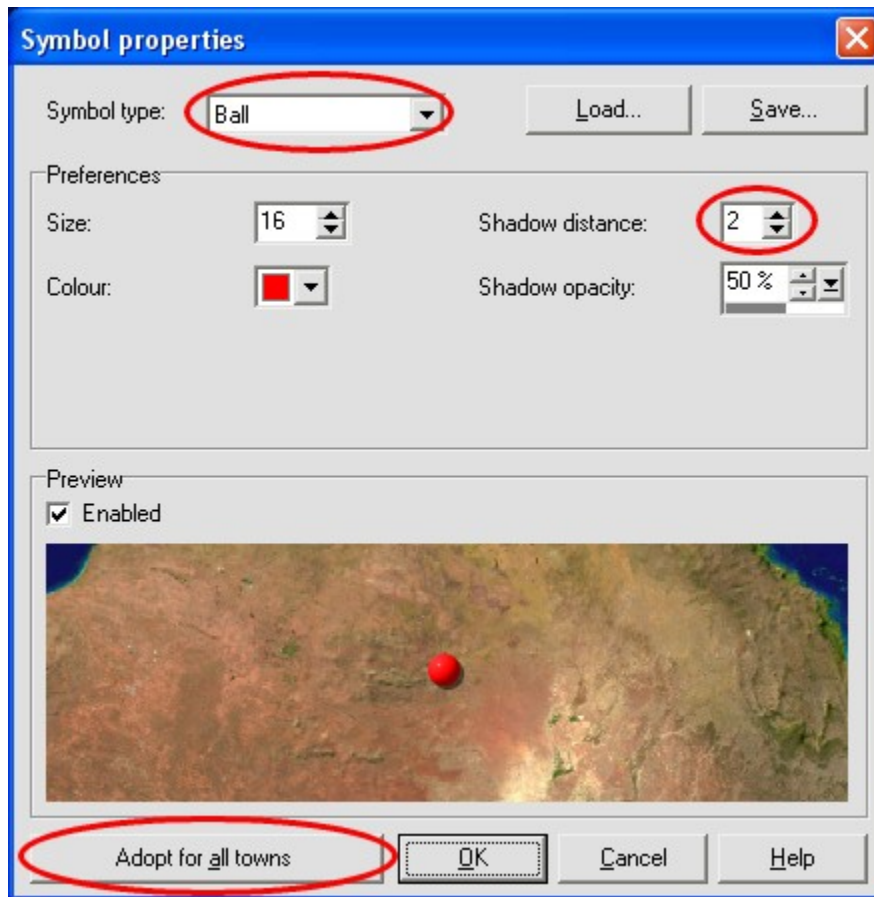 Symbol properties
Symbol type: Ball Load... Save...
Preferences
Size: 16 Shadow distance: 2
Colour: Shadow opacity: 50 %
Preview
Enabled
Adopt for all towns OK Cancel Help